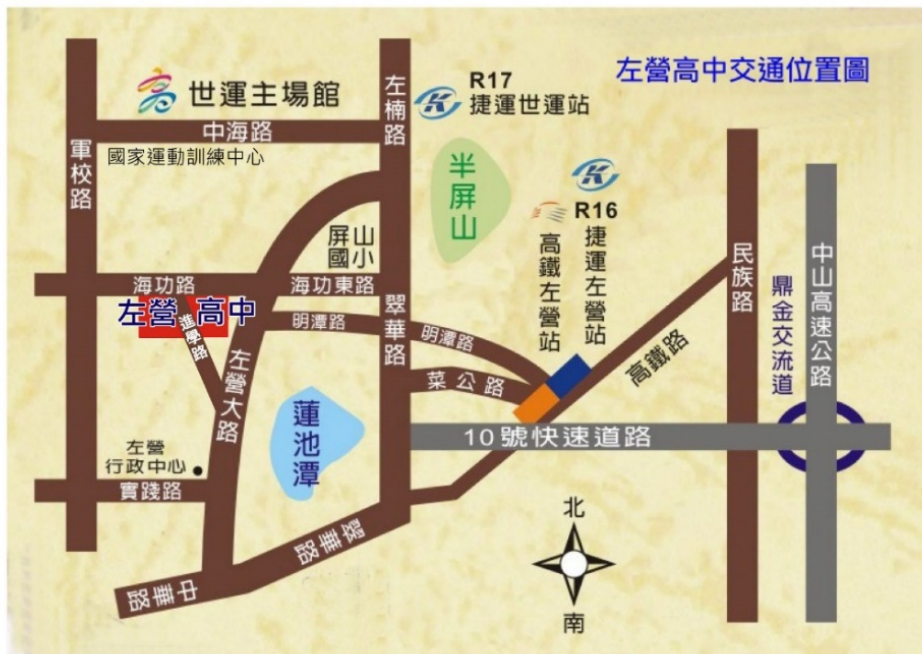 左營高中交通位置圖
世運主場館
中海路
國家運動訓練中心
軍校路
左楠路
R17
捷運世運站
半屏山
R16
捷運左營站
高鐵左營站
屏山
國小
海功路
海功東路
左營高中
進學路
明潭路
明潭路
翠華路
菜公路
左營大路
蓮池潭
高鐵路
民族路
鼎金交流道
中山高速公路
10號快速道路
左營
行政中心
實踐路
翠華路
中華路
北
南